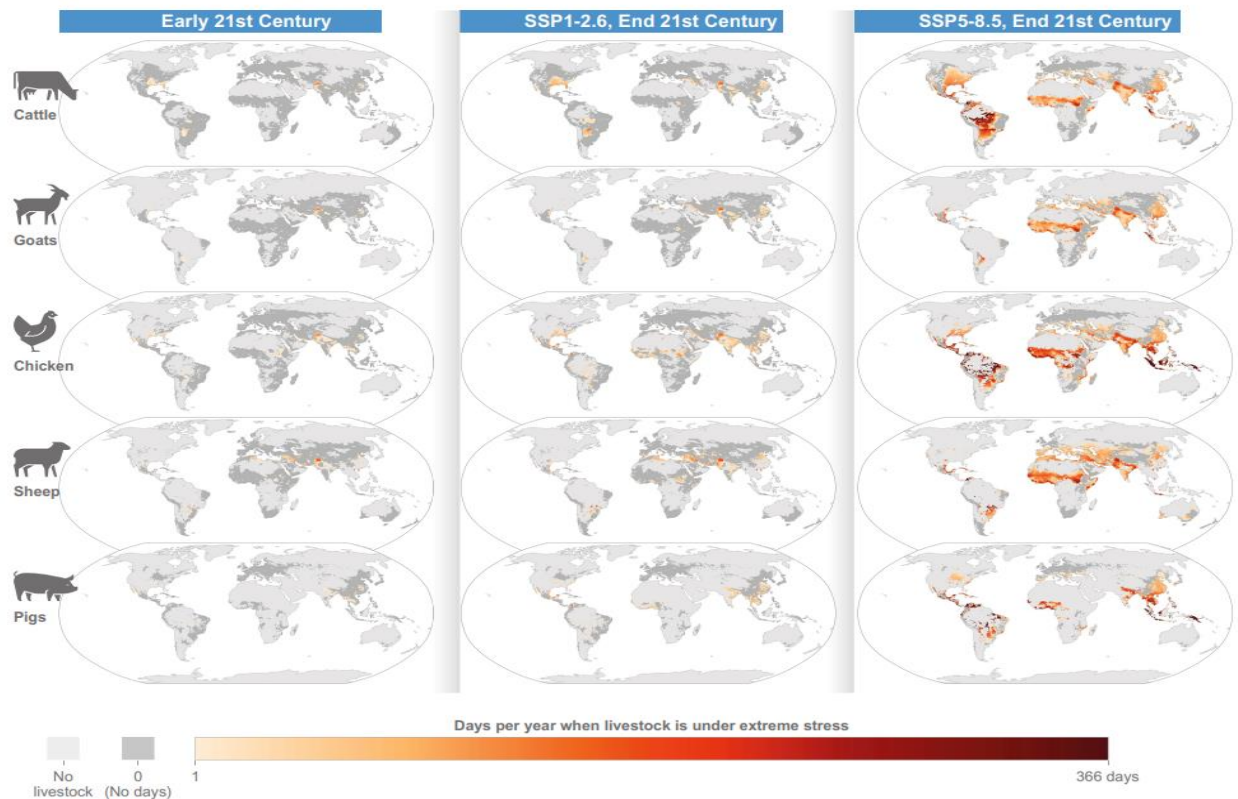 Early 21st Century
SSP1-2.6, End 21st Century
SSP5-8.5, End 21st Century
Cattle
Goats
Chicken
Sheep
Pigs
Days per year when livestock is under extreme stress
No
livestock
0
(No days)
1
366 days